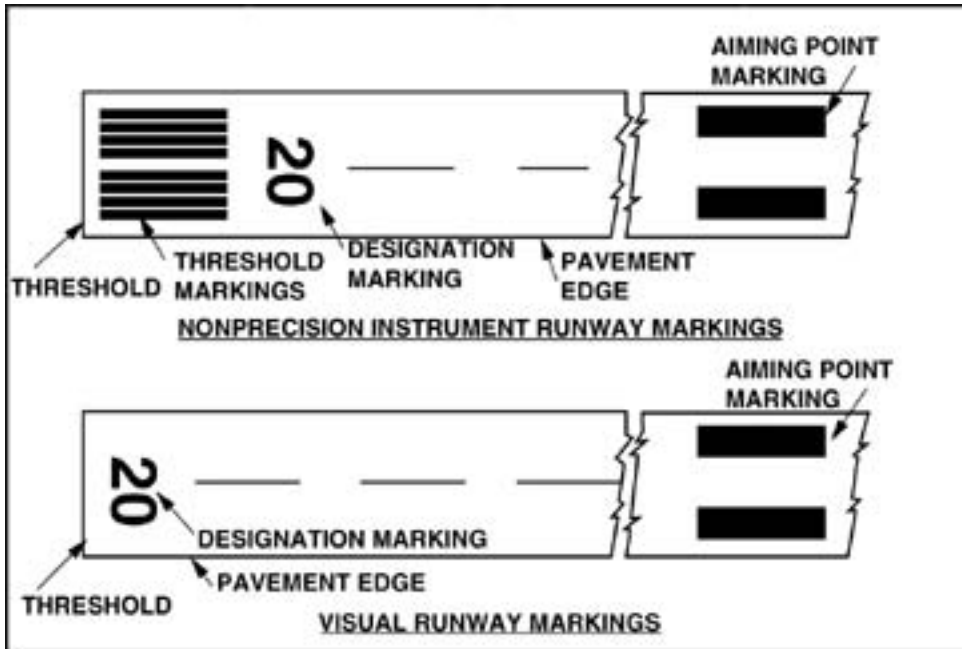 AIMING POINT
MARKING
20
DESIGNATION
MARKING
THRESHOLD
MARKINGS
THRESHOLD
PAVEMENT
EDGE
NONPRECISION INSTRUMENT RUNWAY MARKINGS
AIMING POINT
MARKING
20
DESIGNATION MARKING
PAVEMENT EDGE
THRESHOLD
VISUAL RUNWAY MARKINGS